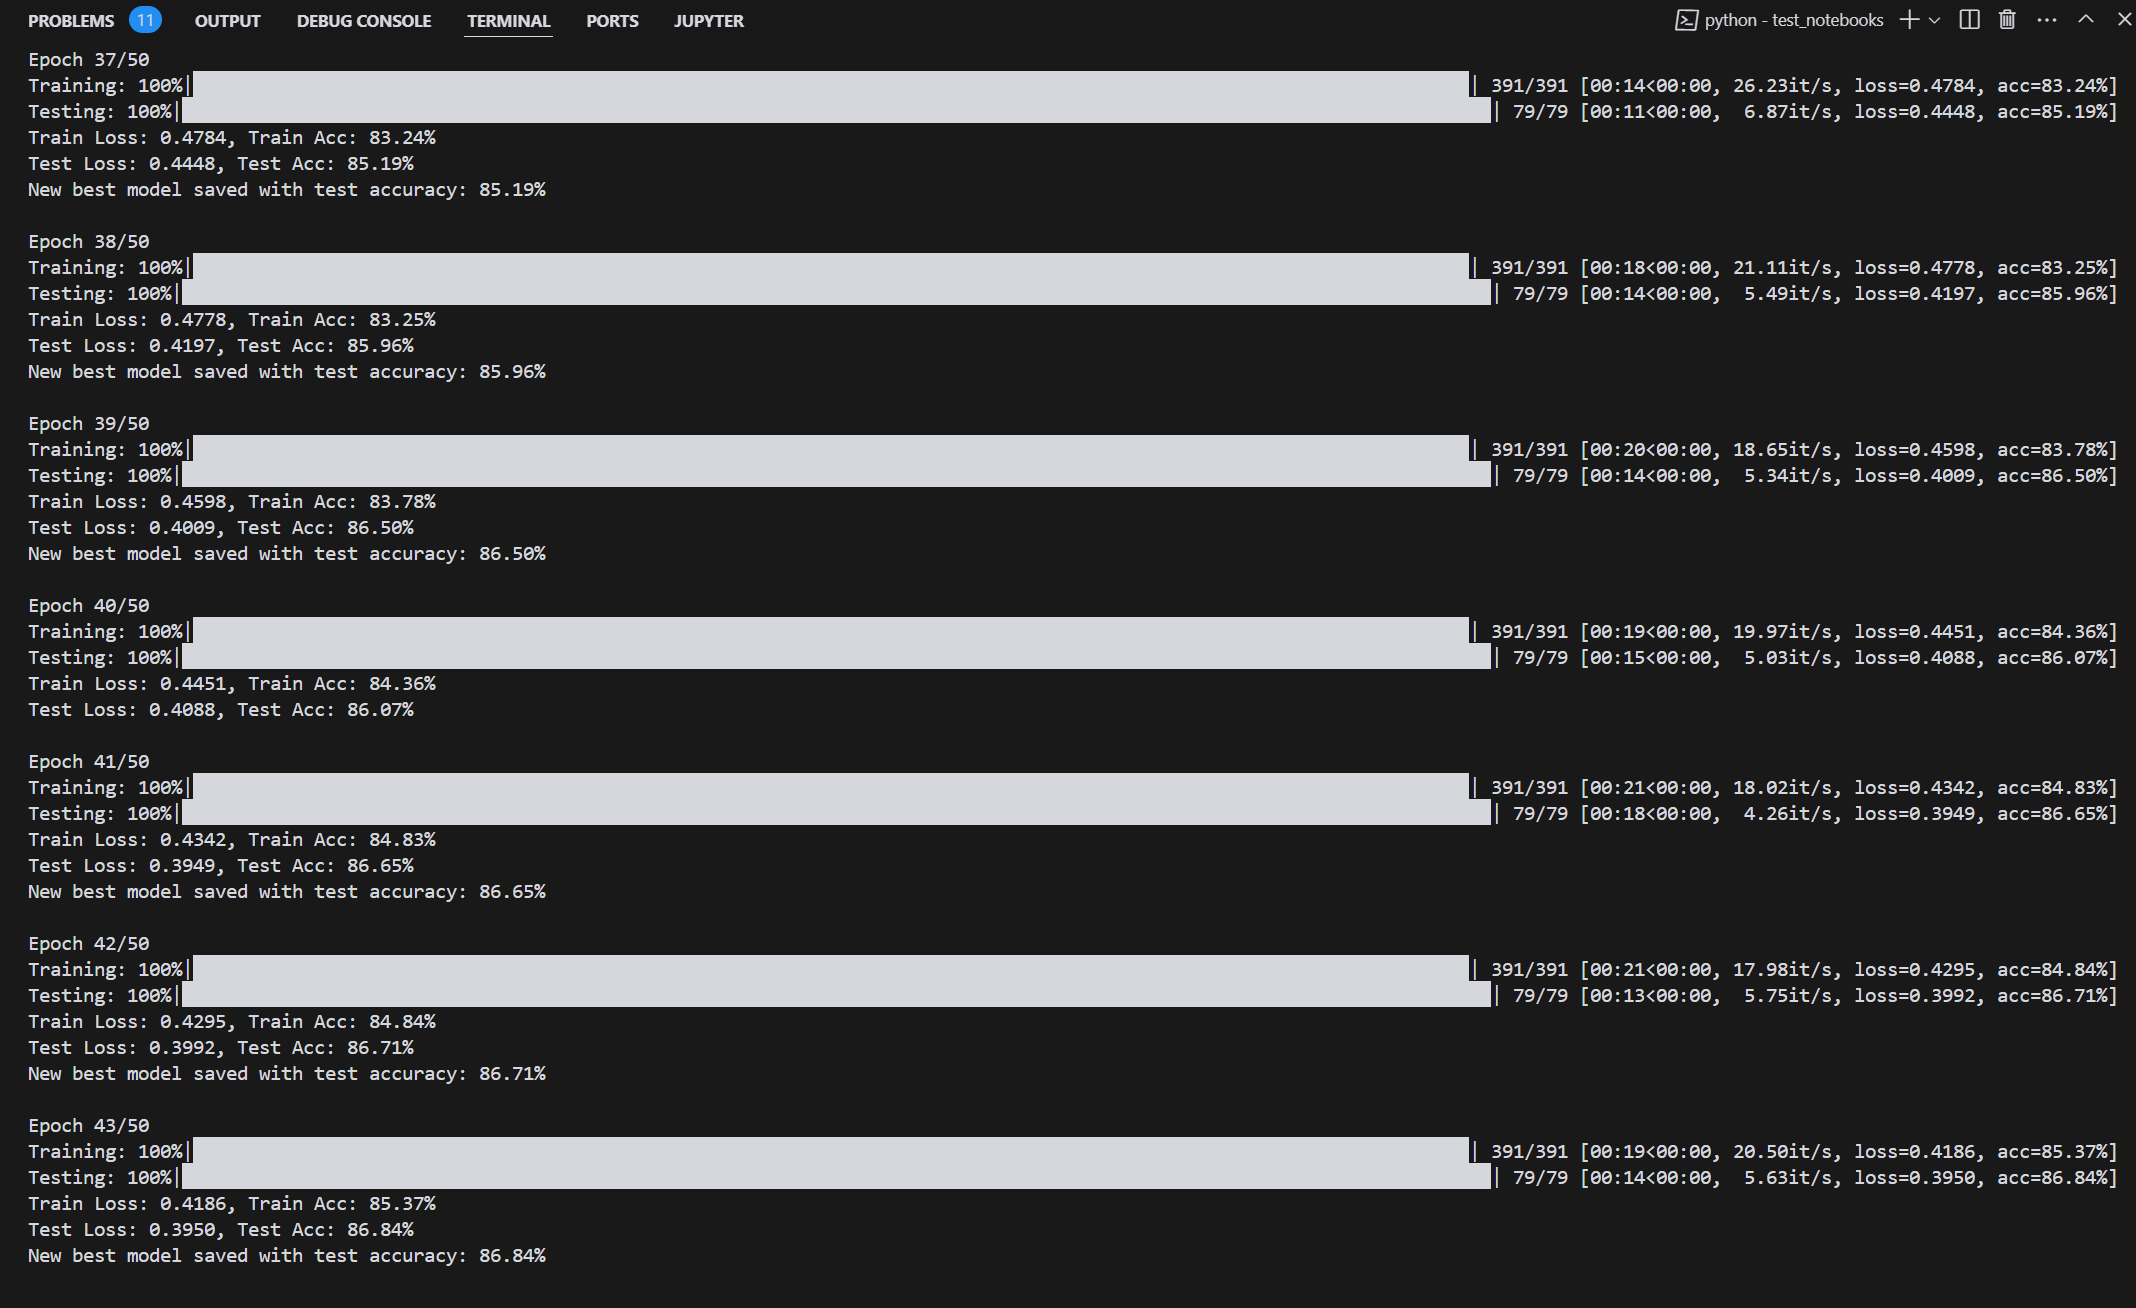 PROBLEMS 11 OUTPUT DEBUG CONSOLE TERMINAL PORTS JUPYTER python - test_notebooks
Epoch 37/50
Training: 100%| | 391/391 [00:14<00:00, 26.23it/s, loss=0.4784, acc=83.24%]
Testing: 100%| | 79/79 [00:11<00:00, 6.87it/s, loss=0.4448, acc=85.19%]
Train Loss: 0.4784, Train Acc: 83.24%
Test Loss: 0.4448, Test Acc: 85.19%
New best model saved with test accuracy: 85.19%
Epoch 38/50
Training: 100%| | 391/391 [00:18<00:00, 21.11it/s, loss=0.4778, acc=83.25%]
Testing: 100%| | 79/79 [00:14<00:00, 5.49it/s, loss=0.4197, acc=85.96%]
Train Loss: 0.4778, Train Acc: 83.25%
Test Loss: 0.4197, Test Acc: 85.96%
New best model saved with test accuracy: 85.96%
Epoch 39/50
Training: 100%| | 391/391 [00:20<00:00, 18.65it/s, loss=0.4598, acc=83.78%]
Testing: 100%| | 79/79 [00:14<00:00, 5.34it/s, loss=0.4009, acc=86.50%]
Train Loss: 0.4598, Train Acc: 83.78%
Test Loss: 0.4009, Test Acc: 86.50%
New best model saved with test accuracy: 86.50%
Epoch 40/50
Training: 100%| | 391/391 [00:19<00:00, 19.97it/s, loss=0.4451, acc=84.36%]
Testing: 100%| | 79/79 [00:15<00:00, 5.03it/s, loss=0.4088, acc=86.07%]
Train Loss: 0.4451, Train Acc: 84.36%
Test Loss: 0.4088, Test Acc: 86.07%
Epoch 41/50
Training: 100%| | 391/391 [00:21<00:00, 18.02it/s, loss=0.4342, acc=84.83%]
Testing: 100%| | 79/79 [00:18<00:00, 4.26it/s, loss=0.3949, acc=86.65%]
Train Loss: 0.4342, Train Acc: 84.83%
Test Loss: 0.3949, Test Acc: 86.65%
New best model saved with test accuracy: 86.65%
Epoch 42/50
Training: 100%| | 391/391 [00:21<00:00, 17.98it/s, loss=0.4295, acc=84.84%]
Testing: 100%| | 79/79 [00:13<00:00, 5.75it/s, loss=0.3992, acc=86.71%]
Train Loss: 0.4295, Train Acc: 84.84%
Test Loss: 0.3992, Test Acc: 86.71%
New best model saved with test accuracy: 86.71%
Epoch 43/50
Training: 100%| | 391/391 [00:19<00:00, 20.50it/s, loss=0.4186, acc=85.37%]
Testing: 100%| | 79/79 [00:14<00:00, 5.63it/s, loss=0.3950, acc=86.84%]
Train Loss: 0.4186, Train Acc: 85.37%
Test Loss: 0.3950, Test Acc: 86.84%
New best model saved with test accuracy: 86.84%